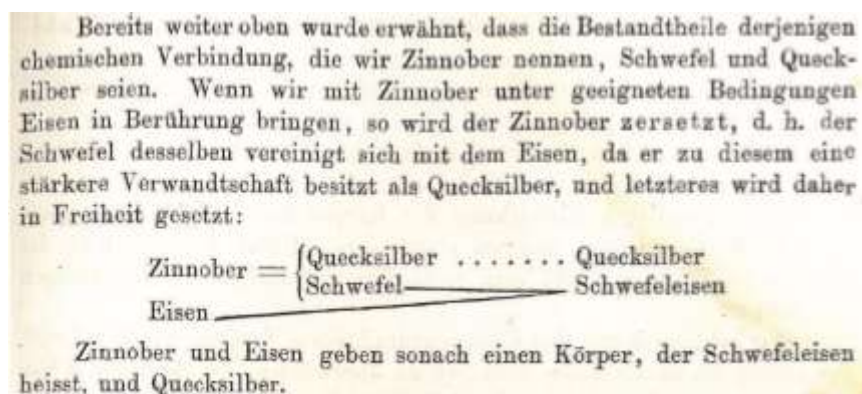 Bereits weiter oben wurde erwähnt, dass die Bestandtheile derjenigen
chemischen Verbindung, die wir Zinnober nennen, Schwefel und Queck-
silber seien. Wenn wir mit Zinnober unter geeigneten Bedingungen
Eisen in Berührung bringen, so wird der Zinnober zersetzt, d. h. der
Schwefel desselben vereinigt sich mit dem Eisen, da er zu diesem eine
stärkere Verwandtschaft besitzt als Quecksilber, und letzteres wird daher
in Freiheit gesetzt:
Zinnober = { Quecksilber ....... Quecksilber
Schwefel Schwefeleisen
Eisen
Zinnober und Eisen geben sonach einen Körper, der Schwefeleisen
heisst, und Quecksilber.